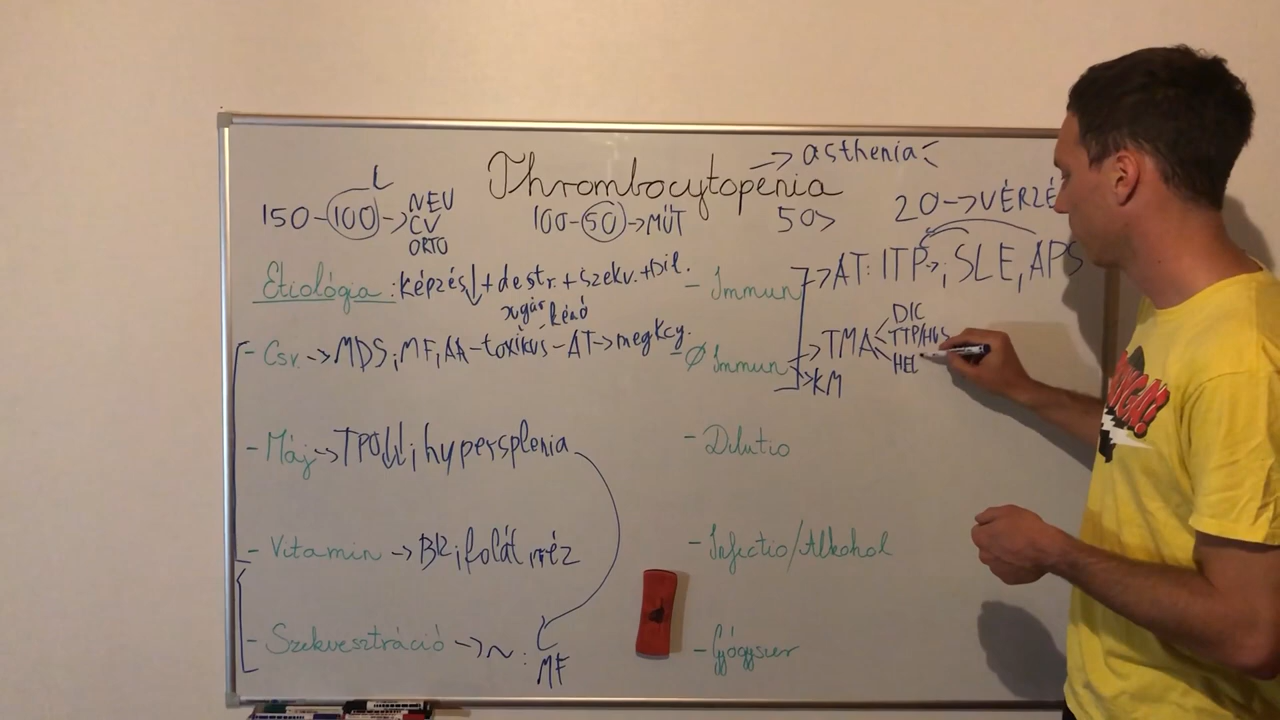 Thrombocytopenia -> asthenia<
150-100-> NEU
CV
ORTO
100-50->MŰT
50>
20->VÉRZÉ
Etiológia: képzés↓+destr.+szekv.+Dil.
- Csv. -> MDS, MF, AA-toxikus-AT->megkcy.
- Máj->TPO↓↓, hypersplenia
- Vitamin -> B12, folát, réz
- Szekvesztráció -> ~: MF
- Immun -> AT: ITP, SLE, APS
- Ø Immun -> TMA
DIC
TTP/HUS
HEL
->KM
- Dilutio
- Infectio/Alkohol
- Gyógyszer